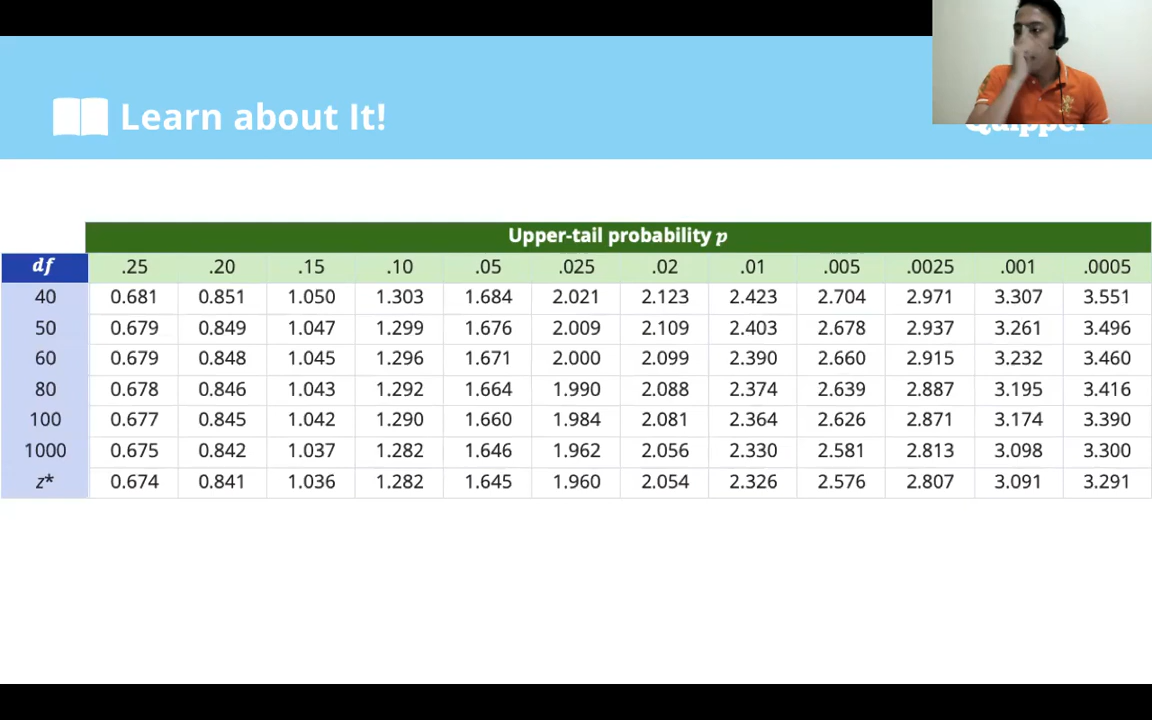 Learn about It!
Upper-tail probability p
df .25 .20 .15 .10 .05 .025 .02 .01 .005 .0025 .001 .0005
40 0.681 0.851 1.050 1.303 1.684 2.021 2.123 2.423 2.704 2.971 3.307 3.551
50 0.679 0.849 1.047 1.299 1.676 2.009 2.109 2.403 2.678 2.937 3.261 3.496
60 0.679 0.848 1.045 1.296 1.671 2.000 2.099 2.390 2.660 2.915 3.232 3.460
80 0.678 0.846 1.043 1.292 1.664 1.990 2.088 2.374 2.639 2.887 3.195 3.416
100 0.677 0.845 1.042 1.290 1.660 1.984 2.081 2.364 2.626 2.871 3.174 3.390
1000 0.675 0.842 1.037 1.282 1.646 1.962 2.056 2.330 2.581 2.813 3.098 3.300
z* 0.674 0.841 1.036 1.282 1.645 1.960 2.054 2.326 2.576 2.807 3.091 3.291